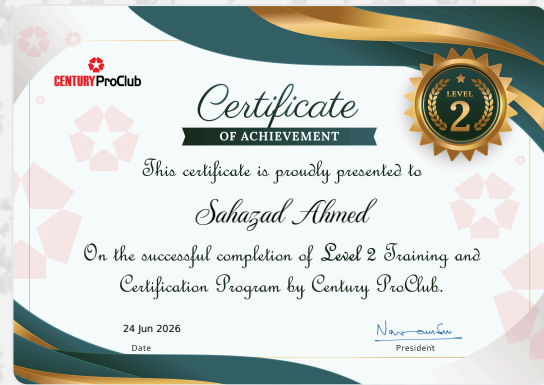 CENTURY ProClub
Certificate
OF ACHIEVEMENT
LEVEL
2
This certificate is proudly presented to
Sahazad Ahmed
On the successful completion of Level 2 Training and
Certification Program by Century ProClub.
24 Jun 2026
Date
President